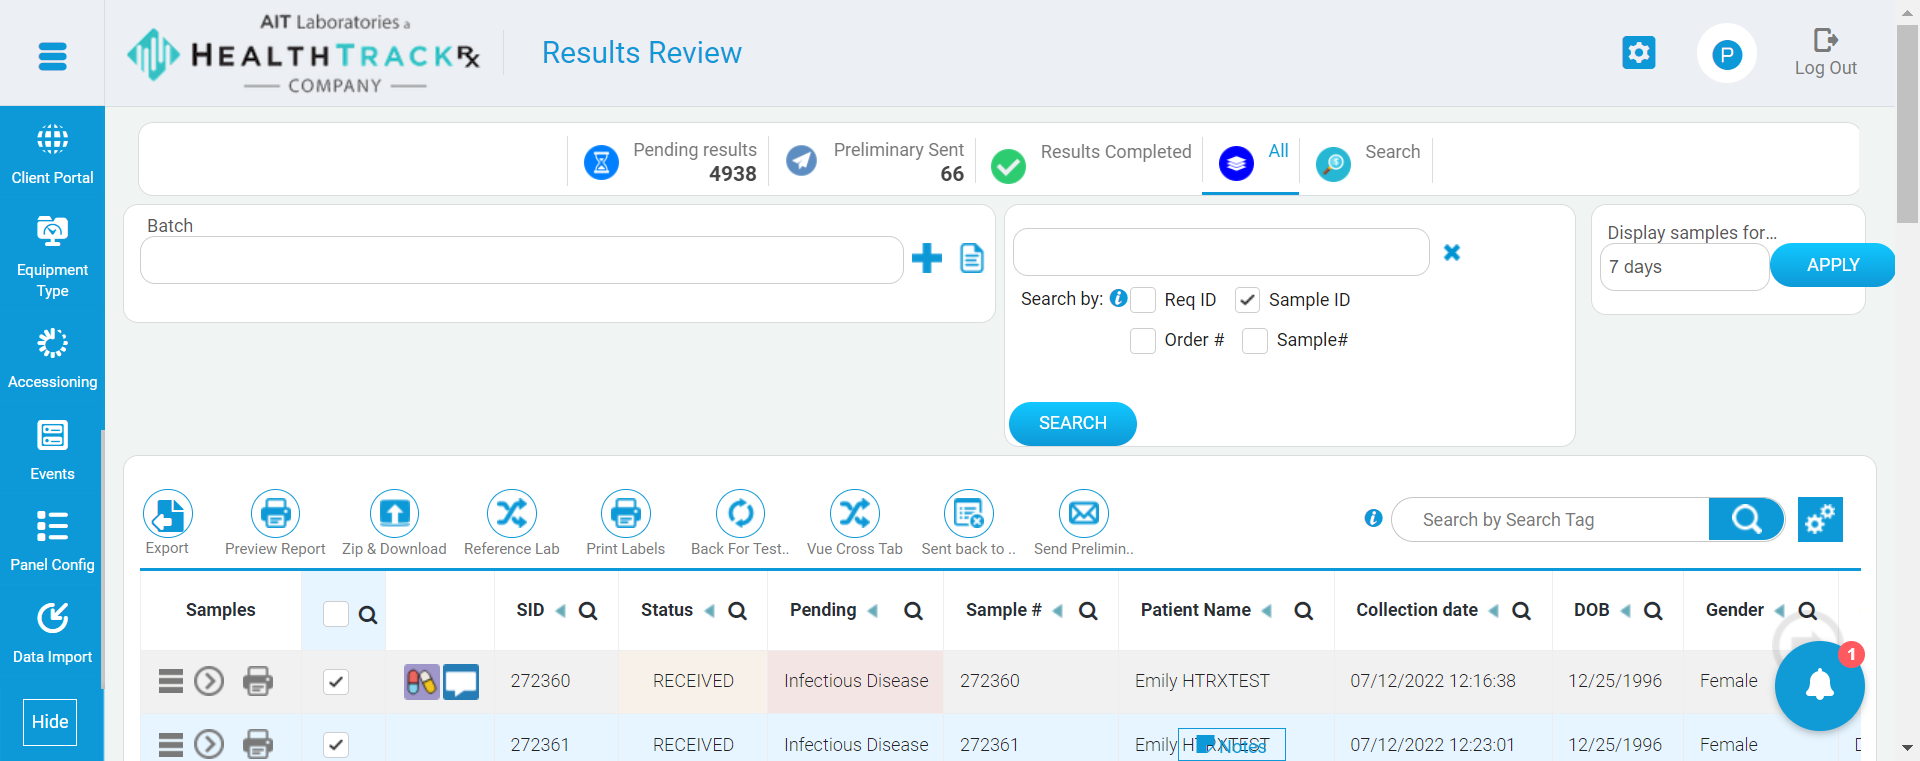 AIT Laboratories a
HEALTHTRACKRx
COMPANY
Results Review
P
Log Out
Client Portal
Equipment
Type
Accessioning
Events
Panel Config
Data Import
Hide
Pending results
4938
Preliminary Sent
66
Results Completed
All
Search
Batch
Search by: i Req ID Sample ID
Order # Sample#
SEARCH
Display samples for...
7 days
APPLY
Export
Preview Report
Zip & Download
Reference Lab
Print Labels
Back For Test..
Vue Cross Tab
Sent back to ..
Send Prelimin..
i
Search by Search Tag
Samples SID Status Pending Sample # Patient Name Collection date DOB Gender
272360 RECEIVED Infectious Disease 272360 Emily HTRXTEST 07/12/2022 12:16:38 12/25/1996 Female
1
272361 RECEIVED Infectious Disease 272361 Emily HTRXTEST 07/12/2022 12:23:01 12/25/1996 Female
Notes